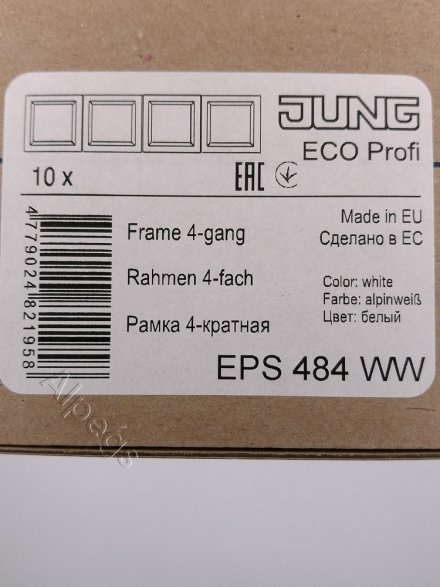 JUNG
ECO Profi
10 x
EAC
4779024821958
Frame 4-gang
Rahmen 4-fach
Рамка 4-кратная
Made in EU
Сделано в ЕС
Color: white
Farbe: alpinweiß
Цвет: белый
EPS 484 WW
Alpeg's